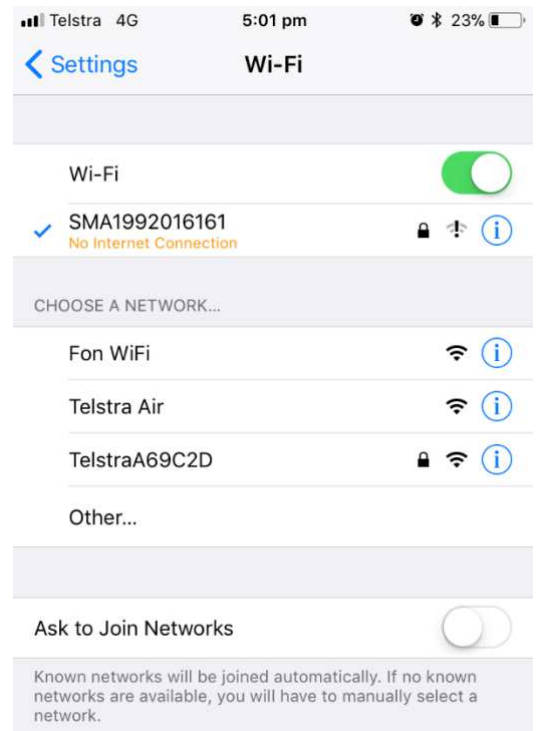 Telstra 4G 5:01 pm 23%
Settings Wi-Fi
Wi-Fi
SMA1992016161
No Internet Connection
CHOOSE A NETWORK...
Fon WiFi
Telstra Air
TelstraA69C2D
Other...
Ask to Join Networks
Known networks will be joined automatically. If no known
networks are available, you will have to manually select a
network.